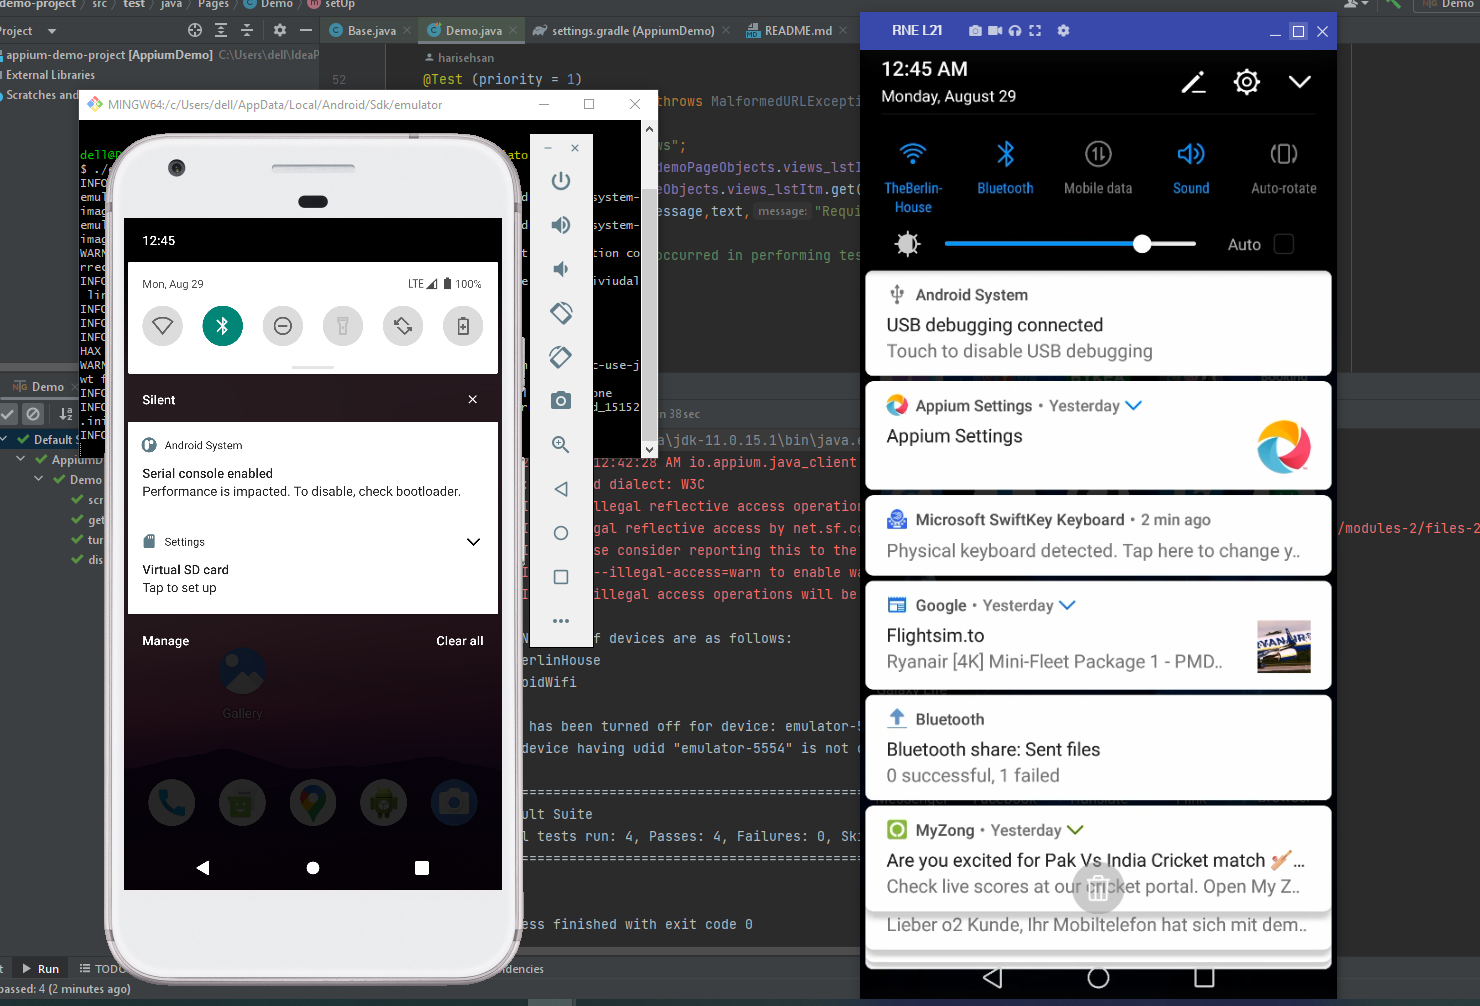 demo-project > src > test > java > Pages > Demo > setUp
Demo
Project
Base.java
Demo.java
settings.gradle (AppiumDemo)
README.md
appium-demo-project [AppiumDemo] C:\Users\dell\IdeaP
External Libraries
Scratches and
harisehsan
52
@Test (priority = 1)
throws MalformedURLExceptio
MINGW64:/c/Users/dell/AppData/Local/Android/Sdk/emulator
ws";
demoPageObjects.views_lstI
eObjects.views_lstItm.get(
essage,text, message: "Requi
occurred in performing tes
dell@
$ ./
INFO
emul
imag
emul
imag
WARN
rred
INFO
lin
INFO
INFO
INFO
HAX
WARN
wt f
INFO
INFO
.ini
INFO
ator
system-
system-
tion co
diviudal
c-use-j
one
d_15152
12:45
Mon, Aug 29
LTE
100%
Silent
Android System
Serial console enabled
Performance is impacted. To disable, check bootloader.
Settings
Virtual SD card
Tap to set up
Manage
Clear all
Gallery
Demo
Default S
AppiumD
Demo
scr
get
tur
dis
n 38 sec
a\jdk-11.0.15.1\bin\java.e
12:42:28 AM io.appium.java_client
d dialect: W3C
illegal reflective access operation
gal reflective access by net.sf.cg
/modules-2/files-2
se consider reporting this to the
--illegal-access=warn to enable wa
illegal access operations will be
f devices are as follows:
erlinHouse
oidWifi
has been turned off for device: emulator-5
device having udid "emulator-5554" is not c
ult Suite
l tests run: 4, Passes: 4, Failures: 0, Ski
ess finished with exit code 0
Run
TODO
endencies
passed: 4 (2 minutes ago)
RNE L21
12:45 AM
Monday, August 29
TheBerlin-
House
Bluetooth
Mobile data
Sound
Auto-rotate
Auto
Android System
USB debugging connected
Touch to disable USB debugging
Appium Settings • Yesterday
Appium Settings
Microsoft SwiftKey Keyboard • 2 min ago
Physical keyboard detected. Tap here to change y..
Google • Yesterday
Flightsim.to
Ryanair [4K] Mini-Fleet Package 1 - PMD..
Bluetooth
Bluetooth share: Sent files
0 successful, 1 failed
MyZong • Yesterday
Are you excited for Pak Vs India Cricket match 🏏...
Check live scores at our cricket portal. Open My Z..
Lieber o2 Kunde, Ihr Mobiltelefon hat sich mit dem..